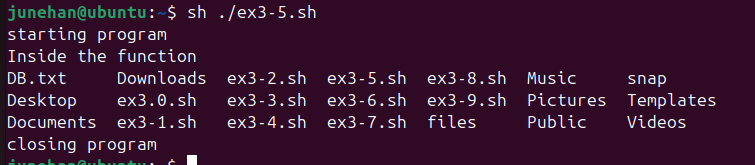 junehan@ubuntu:~$ sh ./ex3-5.sh
starting program
Inside the function
DB.txt     Downloads  ex3-2.sh  ex3-5.sh  ex3-8.sh  Music     snap
Desktop    ex3.0.sh   ex3-3.sh  ex3-6.sh  ex3-9.sh  Pictures  Templates
Documents  ex3-1.sh   ex3-4.sh  ex3-7.sh  files     Public    Videos
closing program
junehan@ubuntu:~$